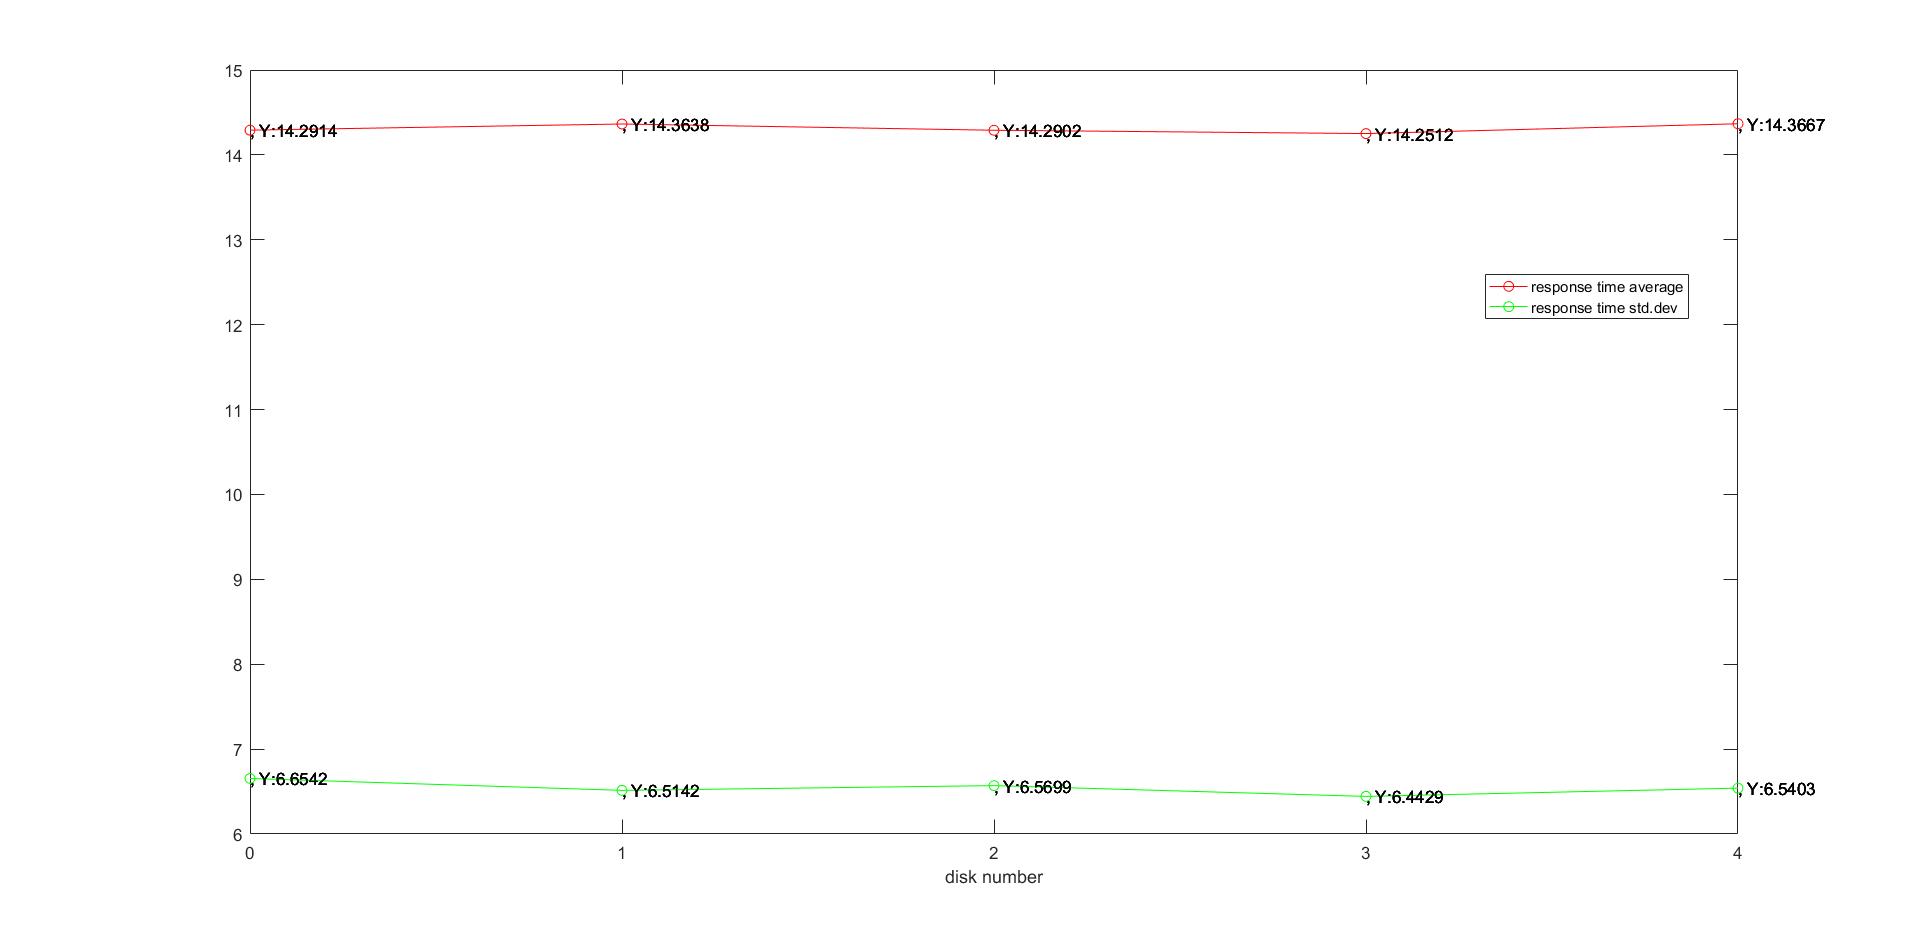 15
, Y:14.2914
, Y:14.3638
, Y:14.2902
, Y:14.2512
, Y:14.3667
14
13
response time average
response time std.dev
12
11
10
9
8
7
, Y:6.6542
, Y:6.5142
, Y:6.5699
, Y:6.4429
, Y:6.5403
6
0 1 2 3 4
disk number